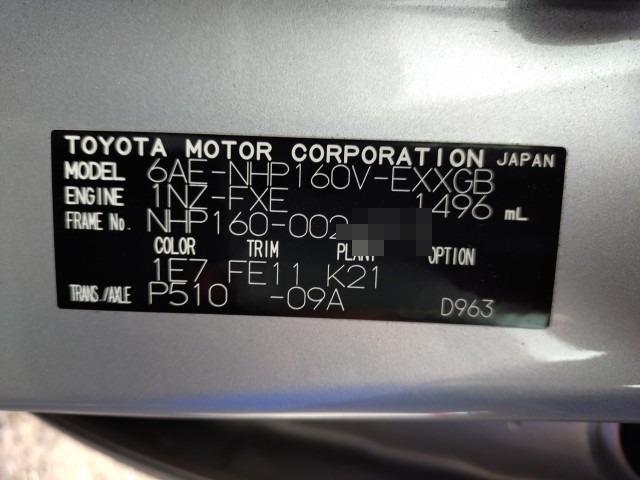 TOYOTA MOTOR CORPORATION JAPAN
MODEL 6AE-NHP160V-EXXGB
ENGINE 1NZ-FXE 1496 mL
FRAME No. NHP160-002
COLOR TRIM PLANT OPTION
1E7 FE11 K21
TRANS./AXLE P510 -09A D963